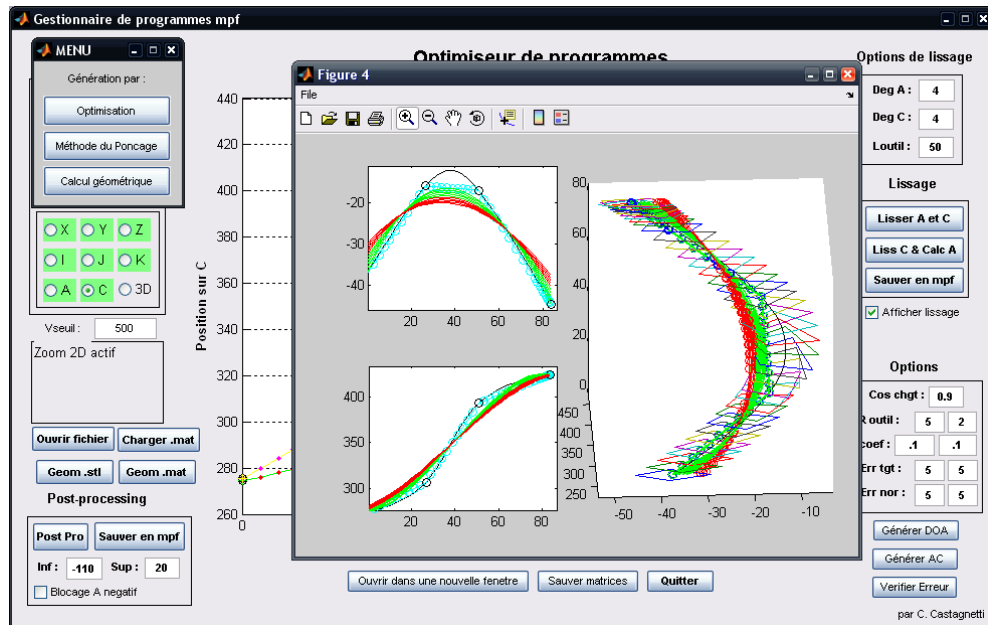 Gestionnaire de programmes mpf
MENU
Génération par :
Optimisation
Méthode du Poncage
Calcul géométrique
X Y Z
I J K
A C 3D
Vseuil : 500
Zoom 2D actif
Ouvrir fichier Charger .mat
Geom .stl Geom .mat
Post-processing
Post Pro Sauver en mpf
Inf : -110 Sup : 20
Blocage A negatif
Optimiseur de programmes
Position sur C
440
420
400
380
360
340
320
300
280
260
0
Figure 4
File
-20
-30
-40
20 40 60 80
400
350
300
20 40 60 80
80
60
40
20
0
450
400
350
300
250
-50 -40 -30 -20 -10
Ouvrir dans une nouvelle fenetre Sauver matrices Quitter
Options de lissage
Deg A : 4
Deg C : 4
Loutil : 50
Lissage
Lisser A et C
Liss C & Calc A
Sauver en mpf
Afficher lissage
Options
Cos chgt : 0.9
R outil : 5 2
coef : .1 .1
Err tgt : 5 5
Err nor : 5 5
Générer DOA
Générer AC
Verifier Erreur
par C. Castagnetti